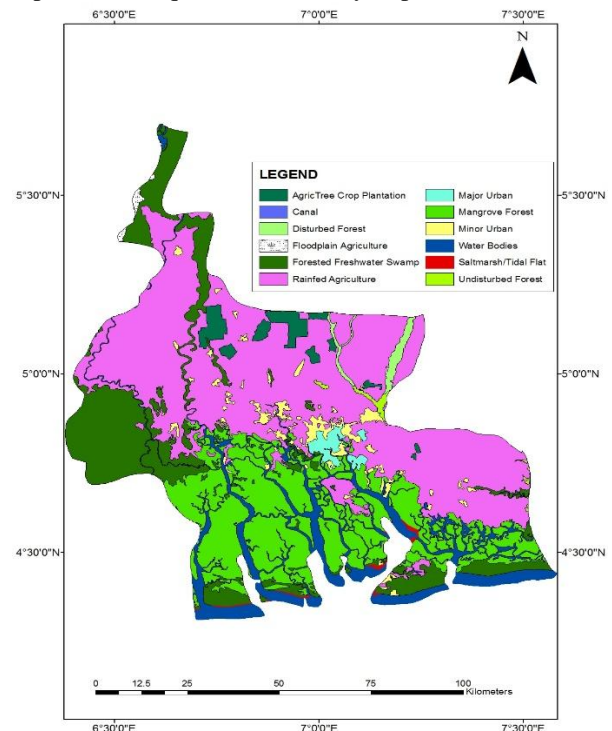 6°30'0"E 7°0'0"E 7°30'0"E
N
LEGEND
AgricTree Crop Plantation Major Urban
Canal Mangrove Forest
Disturbed Forest Minor Urban
Floodplain Agriculture Water Bodies
Forested Freshwater Swamp Saltmarsh/Tidal Flat
Rainfed Agriculture Undisturbed Forest
5°30'0"N 5°30'0"N
5°0'0"N 5°0'0"N
4°30'0"N 4°30'0"N
0 12.5 25 50 75 100
Kilometers
6°30'0"E 7°0'0"E 7°30'0"E